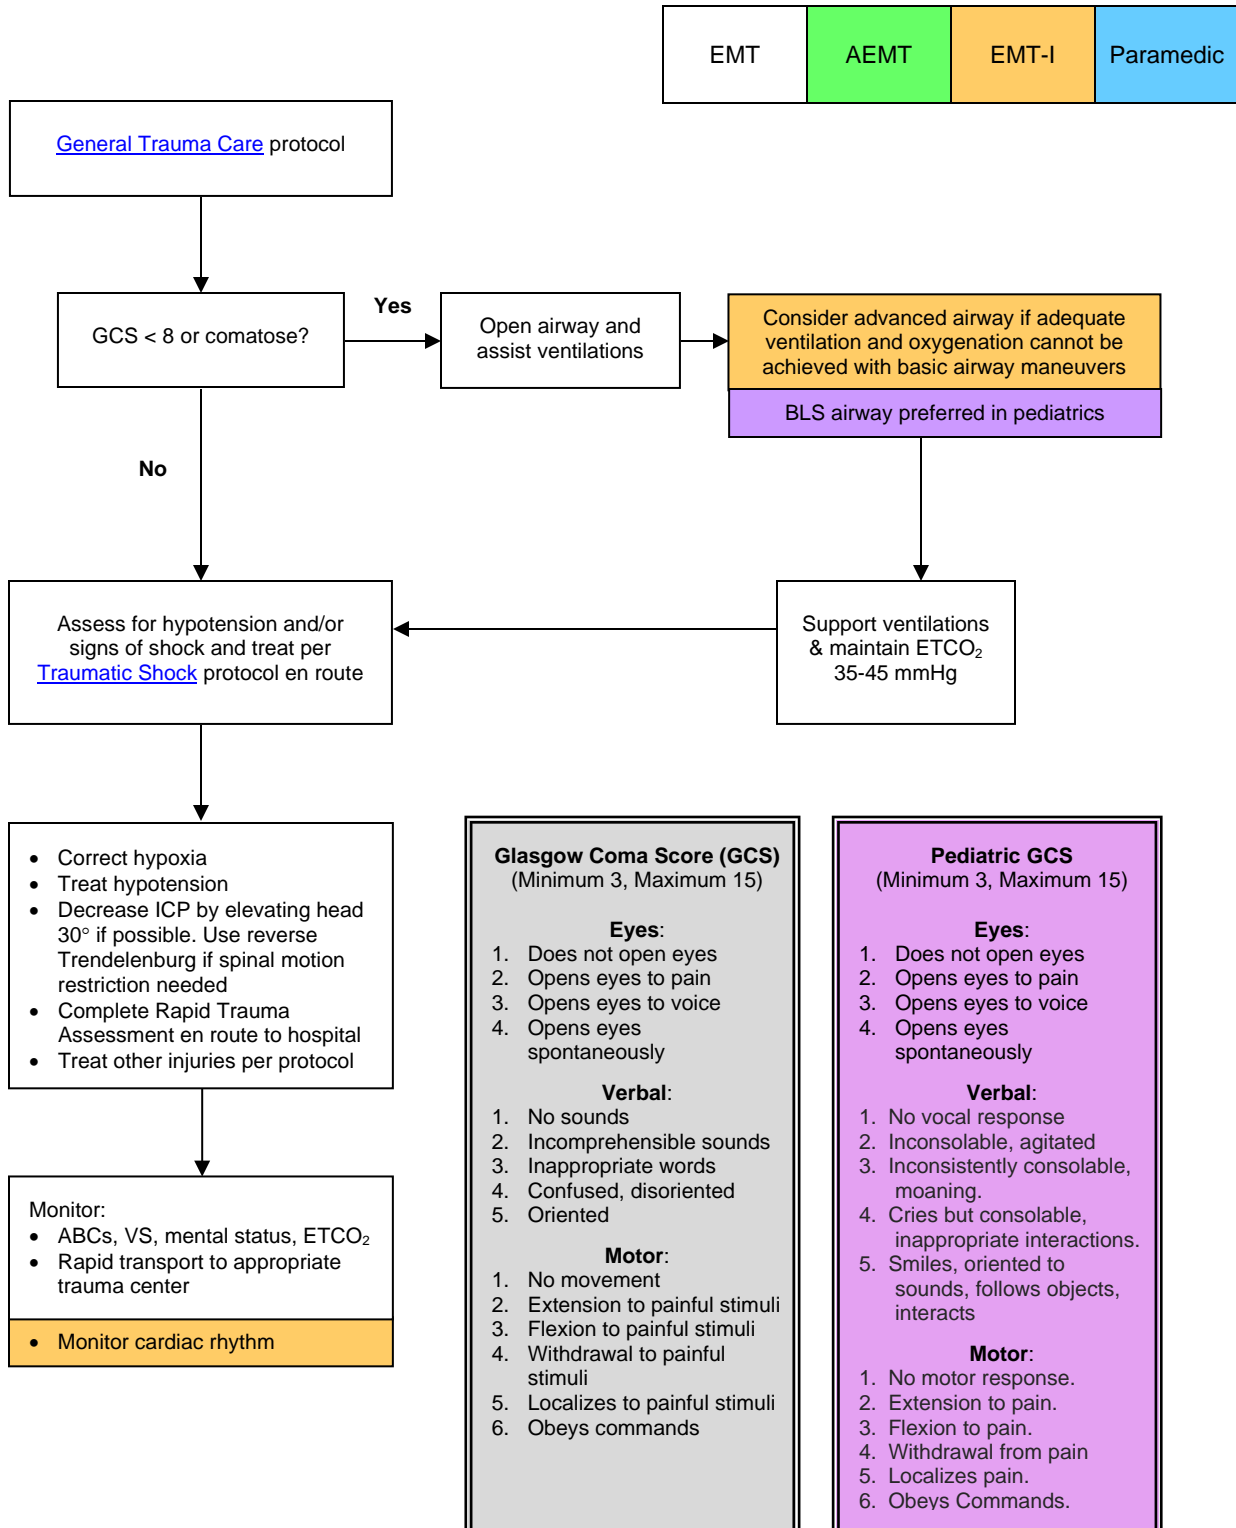 EMT
AEMT
EMT-I
Paramedic
General Trauma Care protocol
GCS < 8 or comatose?
Yes
Open airway and
assist ventilations
Consider advanced airway if adequate
ventilation and oxygenation cannot be
achieved with basic airway maneuvers
BLS airway preferred in pediatrics
No
Assess for hypotension and/or
signs of shock and treat per
Traumatic Shock protocol en route
Support ventilations
& maintain ETCO₂
35-45 mmHg
• Correct hypoxia
• Treat hypotension
• Decrease ICP by elevating head
30° if possible. Use reverse
Trendelenburg if spinal motion
restriction needed
• Complete Rapid Trauma
Assessment en route to hospital
• Treat other injuries per protocol
Monitor:
• ABCs, VS, mental status, ETCO₂
• Rapid transport to appropriate
trauma center
• Monitor cardiac rhythm
Glasgow Coma Score (GCS)
(Minimum 3, Maximum 15)
Eyes:
1. Does not open eyes
2. Opens eyes to pain
3. Opens eyes to voice
4. Opens eyes
spontaneously
Verbal:
1. No sounds
2. Incomprehensible sounds
3. Inappropriate words
4. Confused, disoriented
5. Oriented
Motor:
1. No movement
2. Extension to painful stimuli
3. Flexion to painful stimuli
4. Withdrawal to painful
stimuli
5. Localizes to painful stimuli
6. Obeys commands
Pediatric GCS
(Minimum 3, Maximum 15)
Eyes:
1. Does not open eyes
2. Opens eyes to pain
3. Opens eyes to voice
4. Opens eyes
spontaneously
Verbal:
1. No vocal response
2. Inconsolable, agitated
3. Inconsistently consolable,
moaning.
4. Cries but consolable,
inappropriate interactions.
5. Smiles, oriented to
sounds, follows objects,
interacts
Motor:
1. No motor response.
2. Extension to pain.
3. Flexion to pain.
4. Withdrawal from pain
5. Localizes pain.
6. Obeys Commands.